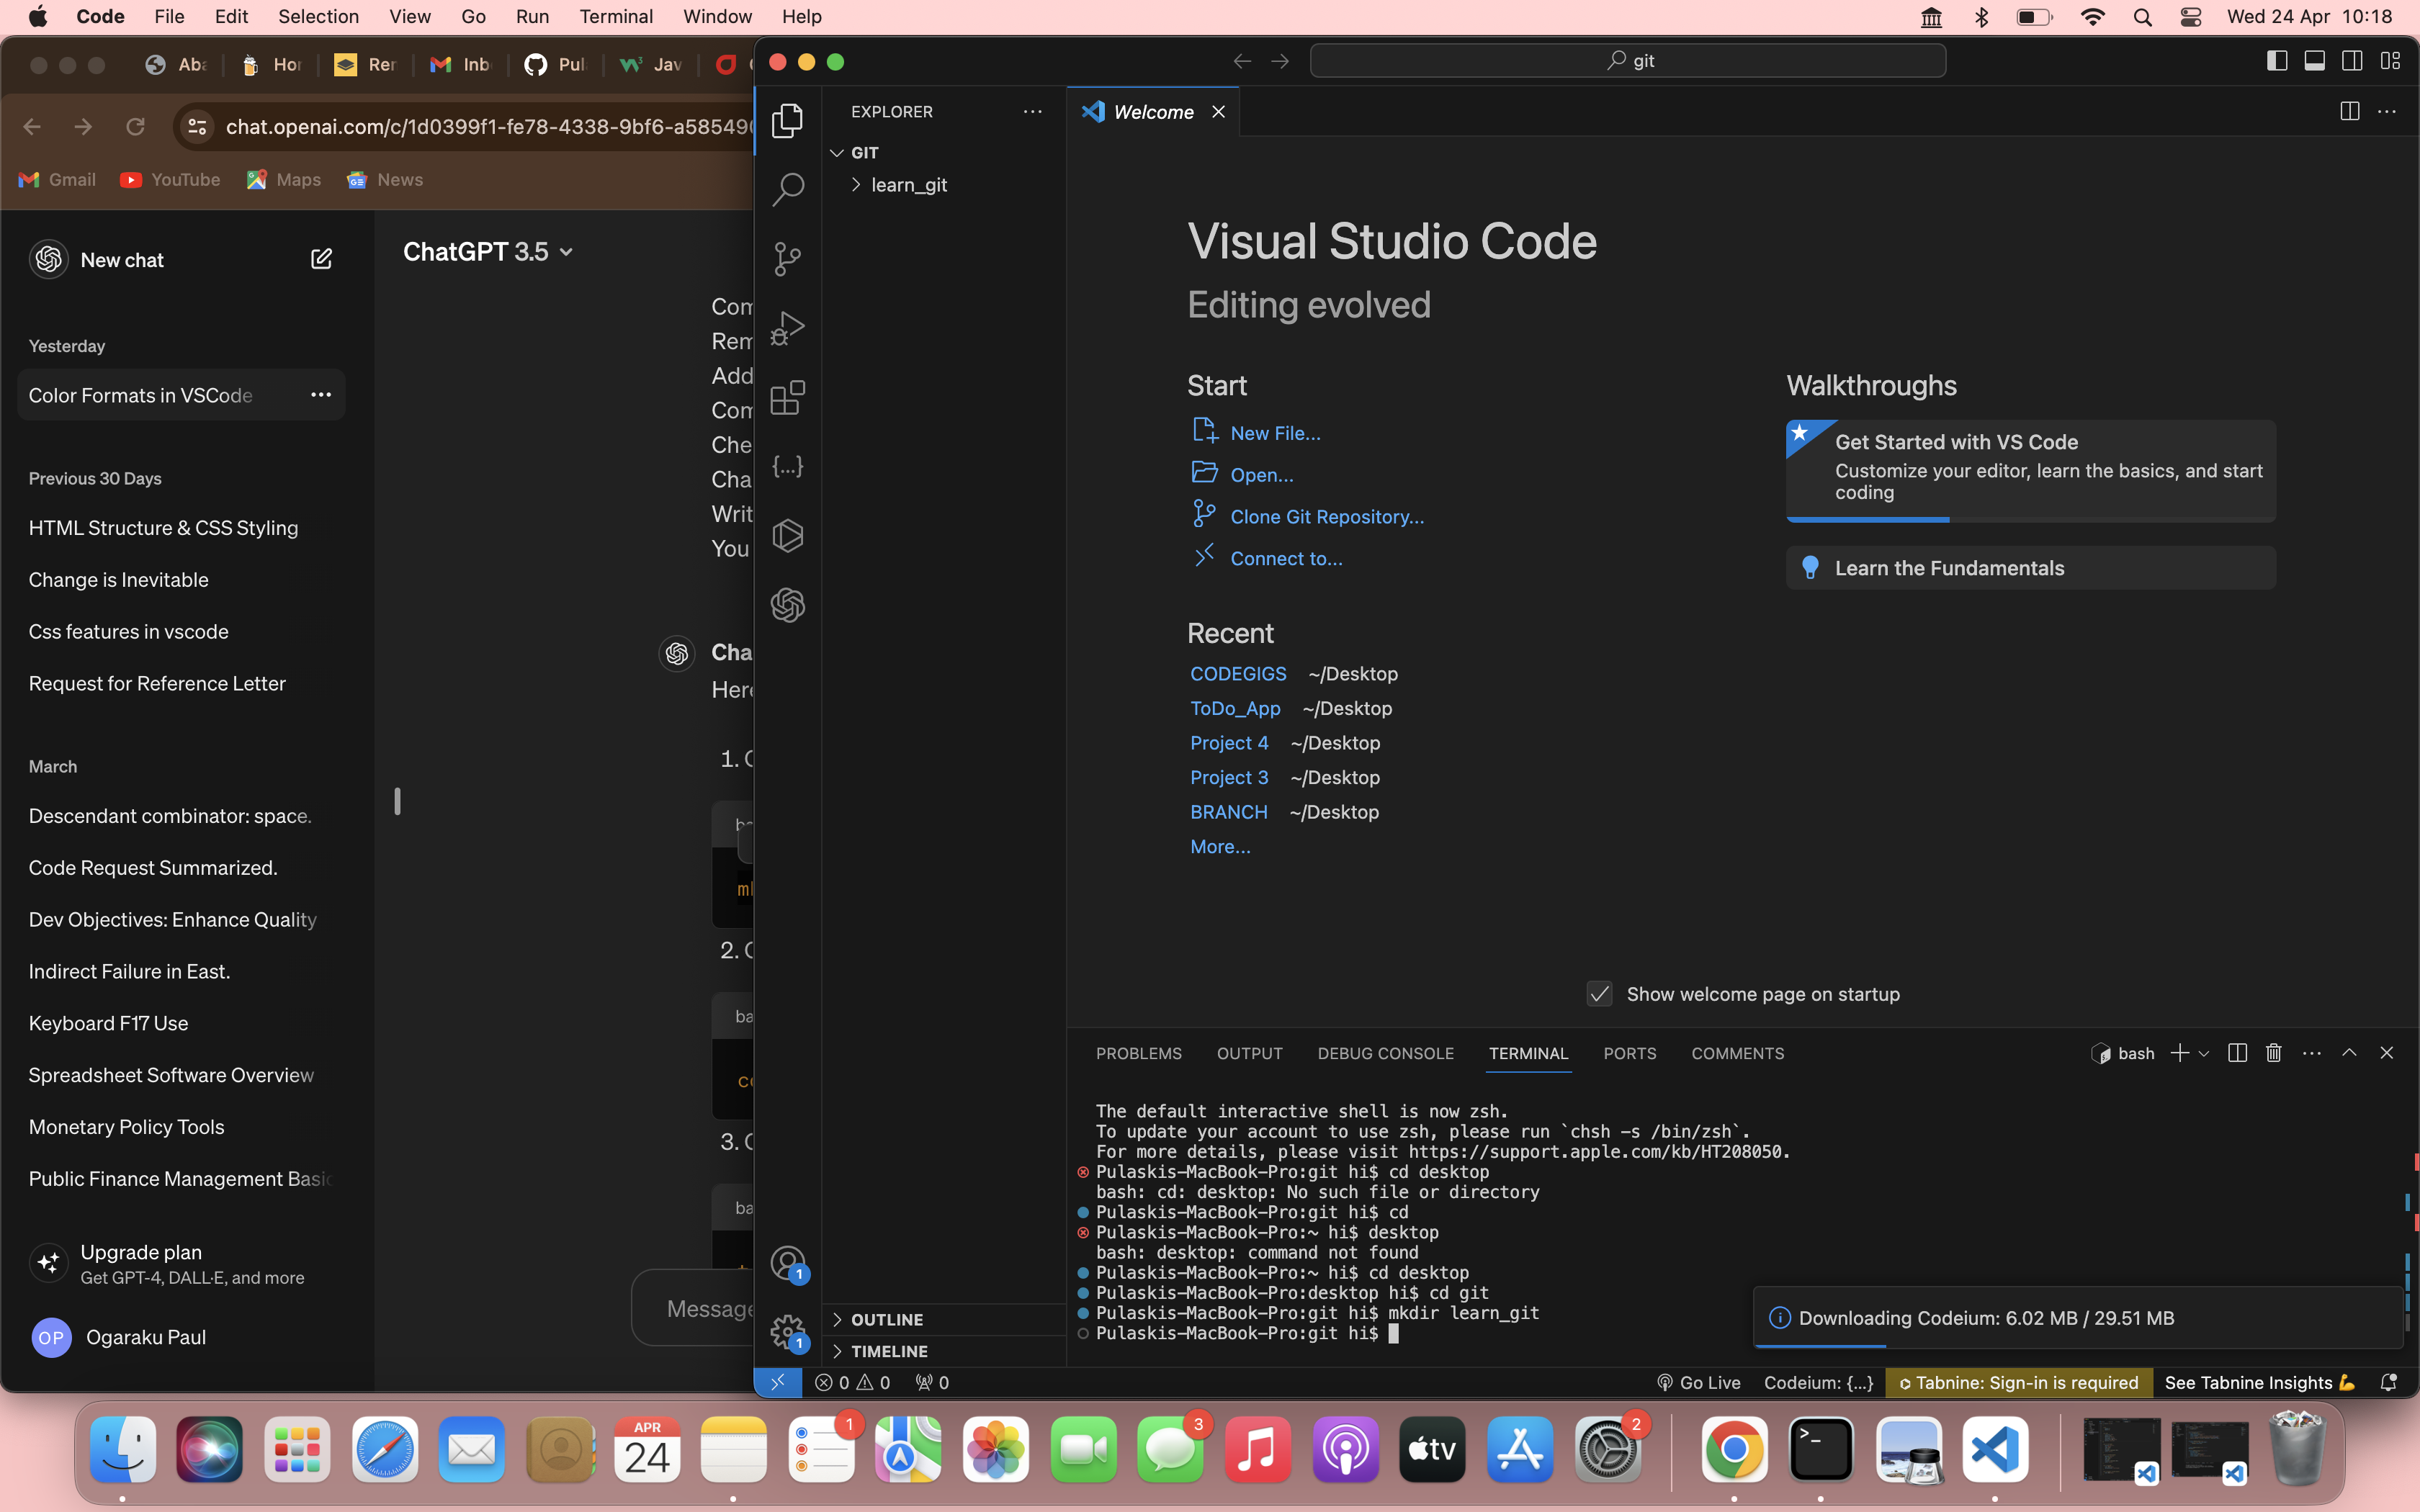 Code File Edit Selection View Go Run Terminal Window Help
Wed 24 Apr 10:18
Aba
Hor
Rer
Inb
Pul
Jav
chat.openai.com/c/1d0399f1-fe78-4338-9bf6-a58549
Gmail YouTube Maps News
New chat
Yesterday
Color Formats in VSCode
Previous 30 Days
HTML Structure & CSS Styling
Change is Inevitable
Css features in vscode
Request for Reference Letter
March
Descendant combinator: space.
Code Request Summarized.
Dev Objectives: Enhance Quality
Indirect Failure in East.
Keyboard F17 Use
Spreadsheet Software Overview
Monetary Policy Tools
Public Finance Management Basic
Upgrade plan
Get GPT-4, DALL·E, and more
OP Ogaraku Paul
ChatGPT 3.5
Com
Rem
Add
Com
Che
Cha
Writ
You
Cha
Here
1. C
ba
2. C
ba
3. C
ba
Message
git
EXPLORER
GIT
learn_git
OUTLINE
TIMELINE
1
1
Welcome
Visual Studio Code
Editing evolved
Start
New File...
Open...
Clone Git Repository...
Connect to...
Recent
CODEGIGS ~/Desktop
ToDo_App ~/Desktop
Project 4 ~/Desktop
Project 3 ~/Desktop
BRANCH ~/Desktop
More...
Walkthroughs
Get Started with VS Code
Customize your editor, learn the basics, and start
coding
Learn the Fundamentals
Show welcome page on startup
PROBLEMS OUTPUT DEBUG CONSOLE TERMINAL PORTS COMMENTS
bash
The default interactive shell is now zsh.
To update your account to use zsh, please run `chsh -s /bin/zsh`.
For more details, please visit https://support.apple.com/kb/HT208050.
Pulaskis-MacBook-Pro:git hi$ cd desktop
bash: cd: desktop: No such file or directory
Pulaskis-MacBook-Pro:git hi$ cd
Pulaskis-MacBook-Pro:~ hi$ desktop
bash: desktop: command not found
Pulaskis-MacBook-Pro:~ hi$ cd desktop
Pulaskis-MacBook-Pro:desktop hi$ cd git
Pulaskis-MacBook-Pro:git hi$ mkdir learn_git
Pulaskis-MacBook-Pro:git hi$
Downloading Codeium: 6.02 MB / 29.51 MB
0 0 0
Go Live Codeium: {...} Tabnine: Sign-in is required See Tabnine Insights 💪
APR
24
1
3
tv
2